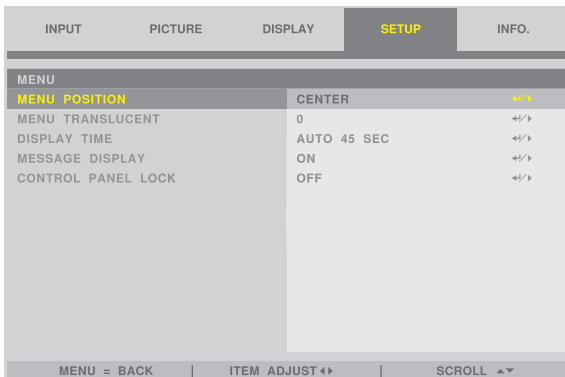 INPUT PICTURE DISPLAY SETUP INFO.
MENU
MENU POSITION CENTER
MENU TRANSLUCENT 0
DISPLAY TIME AUTO 45 SEC
MESSAGE DISPLAY ON
CONTROL PANEL LOCK OFF
MENU = BACK | ITEM ADJUST | SCROLL